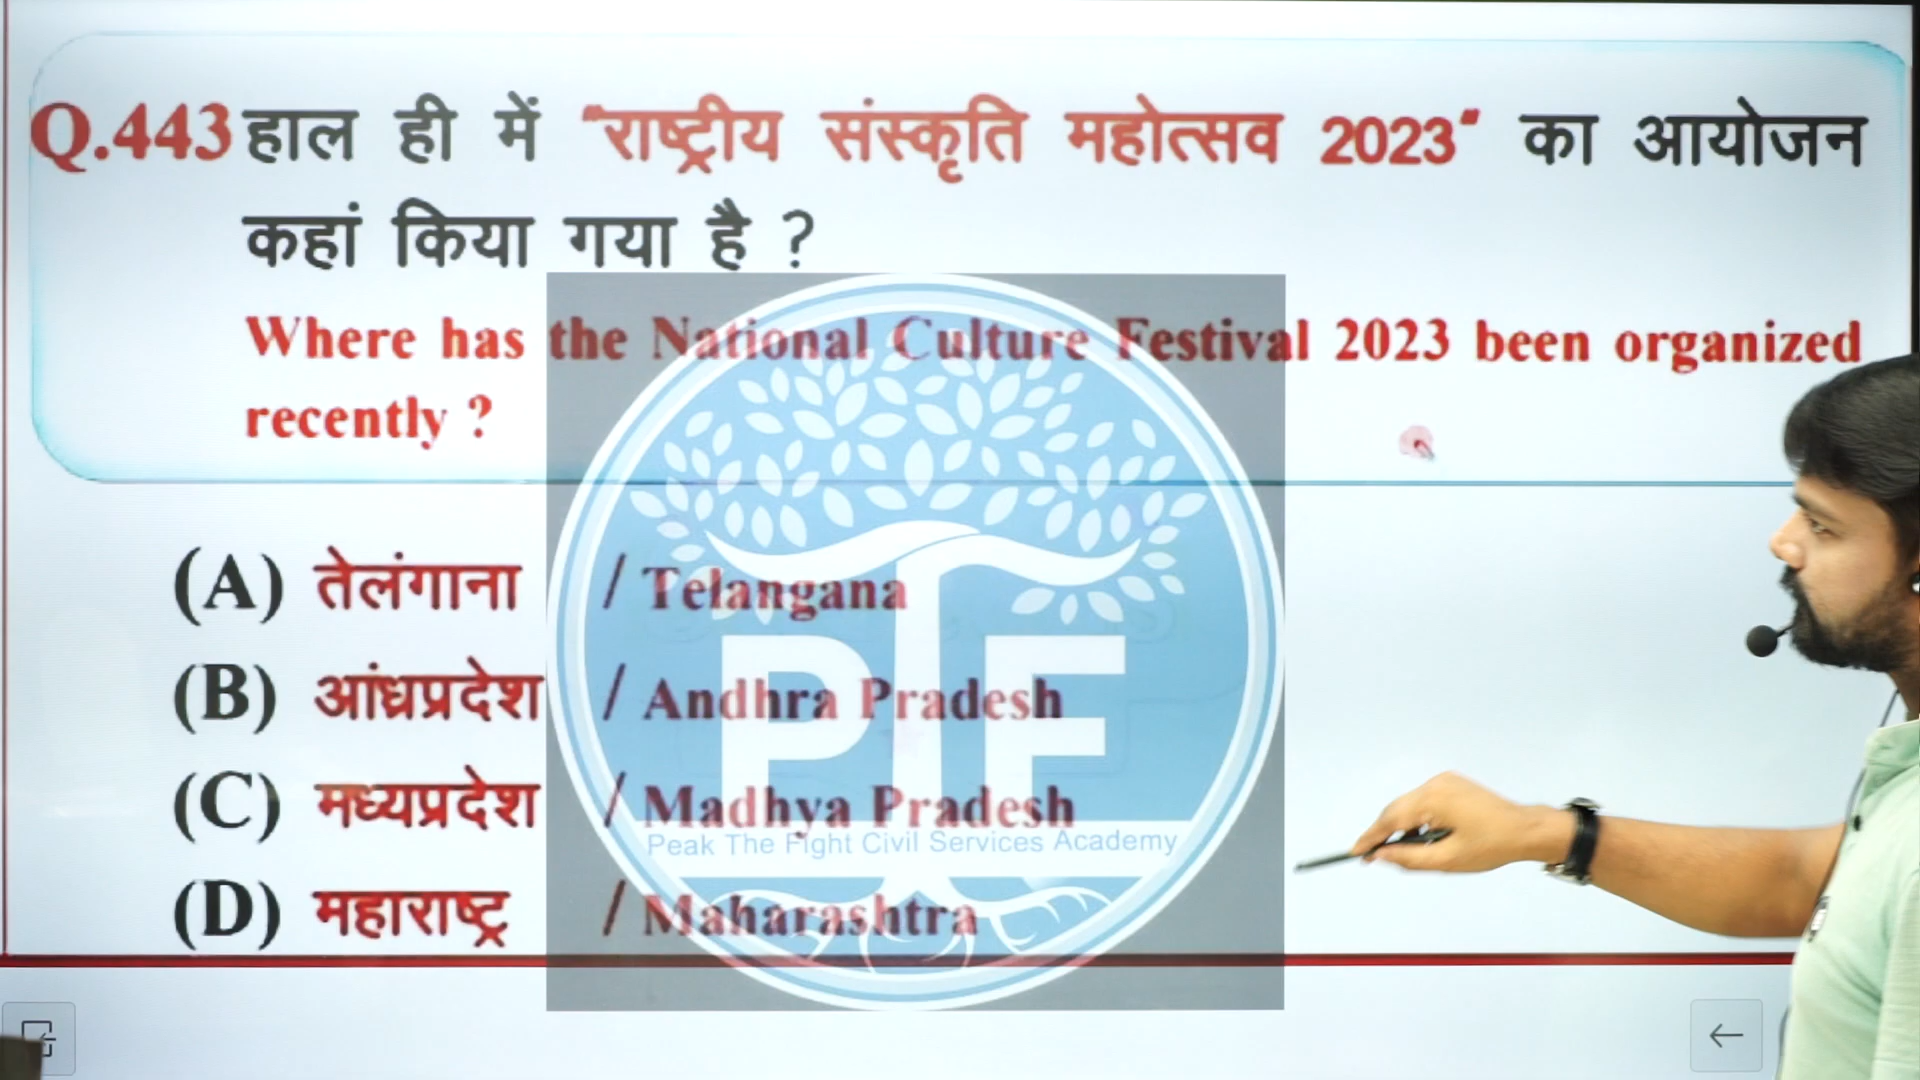 Q.443 हाल ही में "राष्ट्रीय संस्कृति महोत्सव 2023" का आयोजन
कहां किया गया है ?
Where has the National Culture Festival 2023 been organized
recently ?
(A) तेलंगाना / Telangana
(B) आंध्रप्रदेश / Andhra Pradesh
(C) मध्यप्रदेश / Madhya Pradesh
(D) महाराष्ट्र / Maharashtra
PTF
Peak The Fight Civil Services Academy